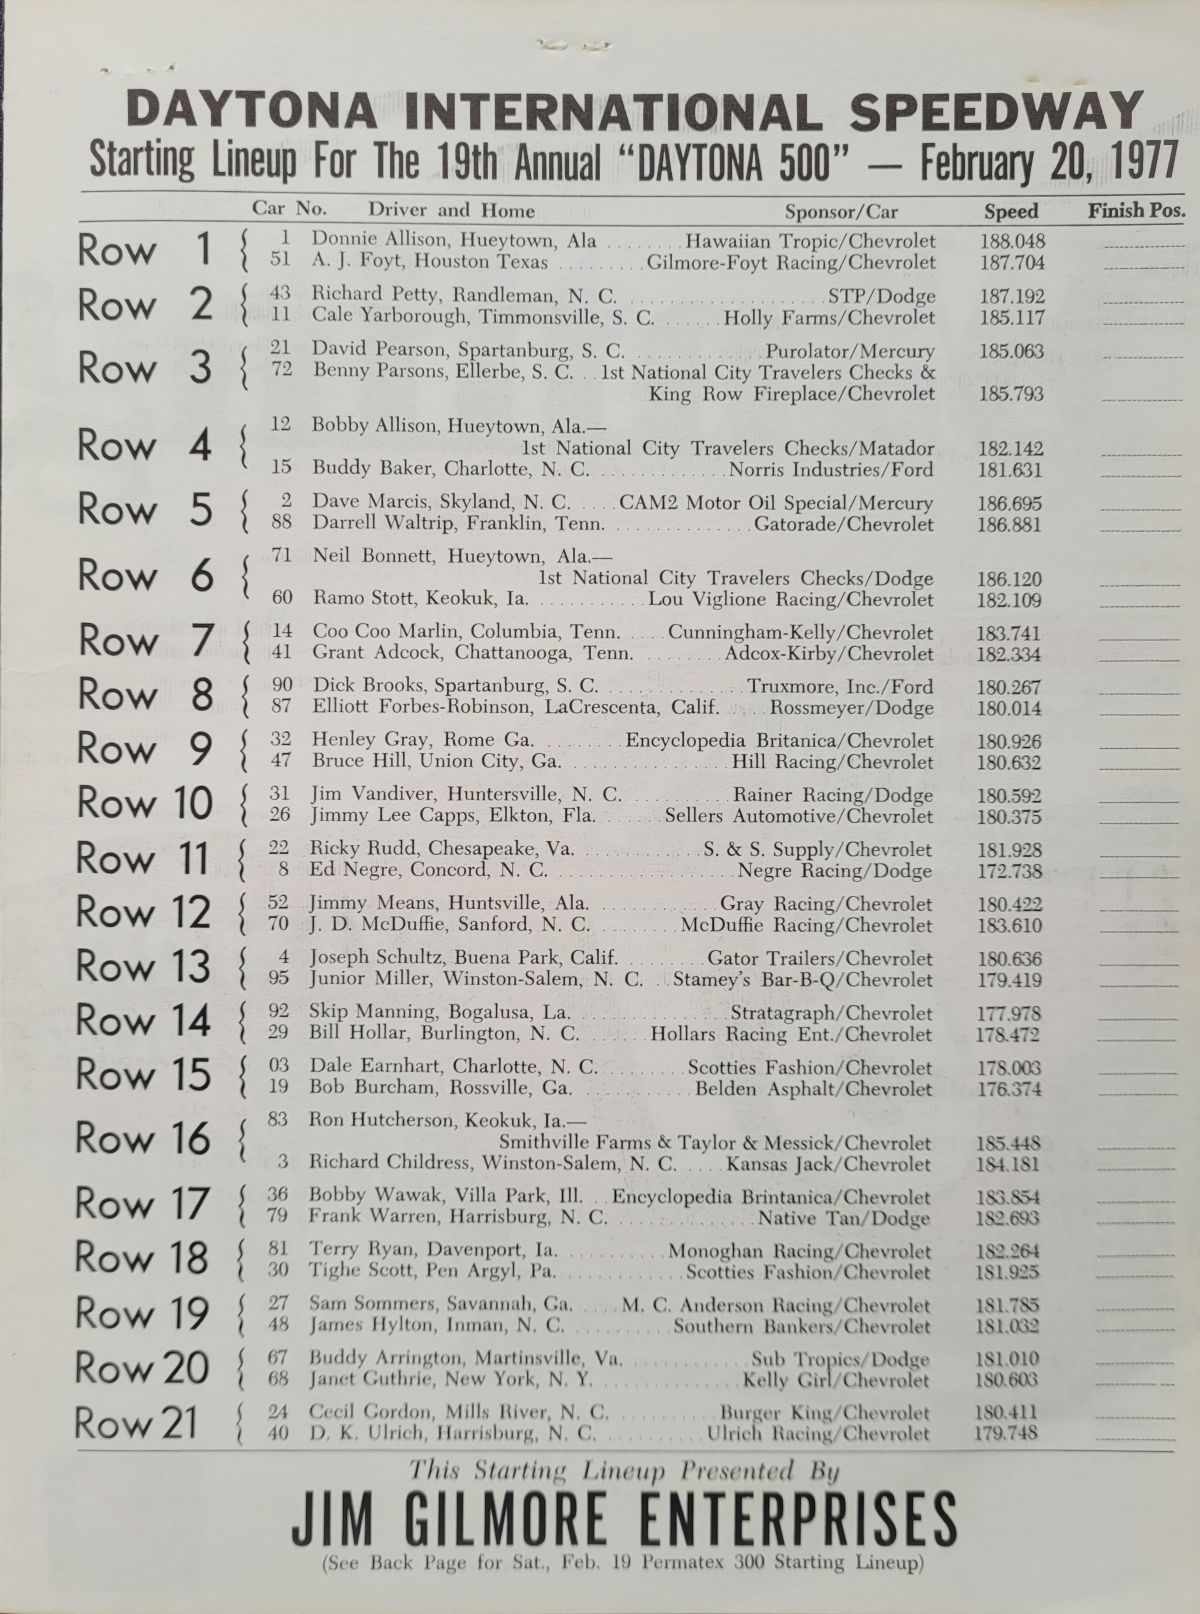 DAYTONA INTERNATIONAL SPEEDWAY
Starting Lineup For The 19th Annual “DAYTONA 500” — February 20, 1977
Car No. Driver and Home Sponsor/Car Speed Finish Pos.
Row 1 { 1 Donnie Allison, Hueytown, Ala ........ Hawaiian Tropic/Chevrolet 188.048
51 A. J. Foyt, Houston Texas ......... Gilmore-Foyt Racing/Chevrolet 187.704
Row 2 { 43 Richard Petty, Randleman, N. C. .................... STP/Dodge 187.192
11 Cale Yarborough, Timmonsville, S. C. ...... Holly Farms/Chevrolet 185.117
Row 3 { 21 David Pearson, Spartanburg, S. C. ............. Purolator/Mercury 185.063
72 Benny Parsons, Ellerbe, S. C. .. 1st National City Travelers Checks &
King Row Fireplace/Chevrolet 185.793
Row 4 { 12 Bobby Allison, Hueytown, Ala.—
1st National City Travelers Checks/Matador 182.142
15 Buddy Baker, Charlotte, N. C. ............ Norris Industries/Ford 181.631
Row 5 { 2 Dave Marcis, Skyland, N. C. .... CAM2 Motor Oil Special/Mercury 186.695
88 Darrell Waltrip, Franklin, Tenn. ............. Gatorade/Chevrolet 186.881
Row 6 { 71 Neil Bonnett, Hueytown, Ala.—
1st National City Travelers Checks/Dodge 186.120
60 Ramo Stott, Keokuk, Ia. .......... Lou Viglione Racing/Chevrolet 182.109
Row 7 { 14 Coo Coo Marlin, Columbia, Tenn. .... Cunningham-Kelly/Chevrolet 183.741
41 Grant Adcock, Chattanooga, Tenn. ........ Adcox-Kirby/Chevrolet 182.334
Row 8 { 90 Dick Brooks, Spartanburg, S. C. ............ Truxmore, Inc./Ford 180.267
87 Elliott Forbes-Robinson, LaCrescenta, Calif. .... Rossmeyer/Dodge 180.014
Row 9 { 32 Henley Gray, Rome Ga. ....... Encyclopedia Britanica/Chevrolet 180.926
47 Bruce Hill, Union City, Ga. ............... Hill Racing/Chevrolet 180.632
Row 10 { 31 Jim Vandiver, Huntersville, N. C. .......... Rainer Racing/Dodge 180.592
26 Jimmy Lee Capps, Elkton, Fla. ...... Sellers Automotive/Chevrolet 180.375
Row 11 { 22 Ricky Rudd, Chesapeake, Va. ........... S. & S. Supply/Chevrolet 181.928
8 Ed Negre, Concord, N. C. ................ Negre Racing/Dodge 172.738
Row 12 { 52 Jimmy Means, Huntsville, Ala. ........... Gray Racing/Chevrolet 180.422
70 J. D. McDuffie, Sanford, N. C. ....... McDuffie Racing/Chevrolet 183.610
Row 13 { 4 Joseph Schultz, Buena Park, Calif. ........ Gator Trailers/Chevrolet 180.636
95 Junior Miller, Winston-Salem, N. C. .. Stamey’s Bar-B-Q/Chevrolet 179.419
Row 14 { 92 Skip Manning, Bogalusa, La. ............. Stratagraph/Chevrolet 177.978
29 Bill Hollar, Burlington, N. C. ...... Hollars Racing Ent./Chevrolet 178.472
Row 15 { 03 Dale Earnhart, Charlotte, N. C. ........ Scotties Fashion/Chevrolet 178.003
19 Bob Burcham, Rossville, Ga. .......... Belden Asphalt/Chevrolet 176.374
Row 16 { 83 Ron Hutcherson, Keokuk, Ia.—
Smithville Farms & Taylor & Messick/Chevrolet 185.448
3 Richard Childress, Winston-Salem, N. C. .... Kansas Jack/Chevrolet 184.181
Row 17 { 36 Bobby Wawak, Villa Park, Ill. .. Encyclopedia Brintanica/Chevrolet 183.854
79 Frank Warren, Harrisburg, N. C. ............. Native Tan/Dodge 182.693
Row 18 { 81 Terry Ryan, Davenport, Ia. ......... Monoghan Racing/Chevrolet 182.264
30 Tighe Scott, Pen Argyl, Pa. ........... Scotties Fashion/Chevrolet 181.925
Row 19 { 27 Sam Sommers, Savannah, Ga. .... M. C. Anderson Racing/Chevrolet 181.785
48 James Hylton, Inman, N. C. ......... Southern Bankers/Chevrolet 181.032
Row 20 { 67 Buddy Arrington, Martinsville, Va. ........... Sub Tropics/Dodge 181.010
68 Janet Guthrie, New York, N. Y. ............. Kelly Girl/Chevrolet 180.603
Row 21 { 24 Cecil Gordon, Mills River, N. C. .......... Burger King/Chevrolet 180.411
40 D. K. Ulrich, Harrisburg, N. C. .......... Ulrich Racing/Chevrolet 179.748
This Starting Lineup Presented By
JIM GILMORE ENTERPRISES
(See Back Page for Sat., Feb. 19 Permatex 300 Starting Lineup)